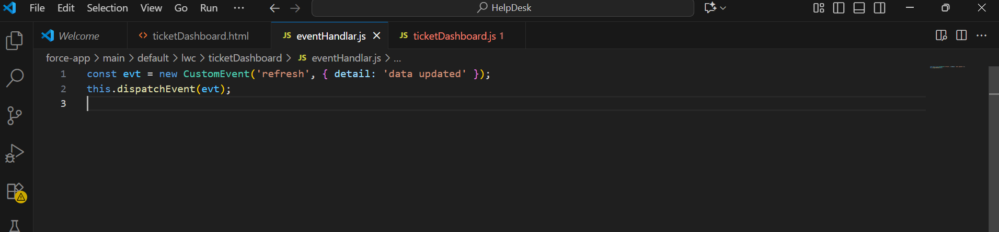 File Edit Selection View Go Run ··· HelpDesk
Welcome ticketDashboard.html JS eventHandlar.js JS ticketDashboard.js 1
force-app > main > default > lwc > ticketDashboard > JS eventHandlar.js > ...
1 const evt = new CustomEvent('refresh', { detail: 'data updated' });
2 this.dispatchEvent(evt);
3